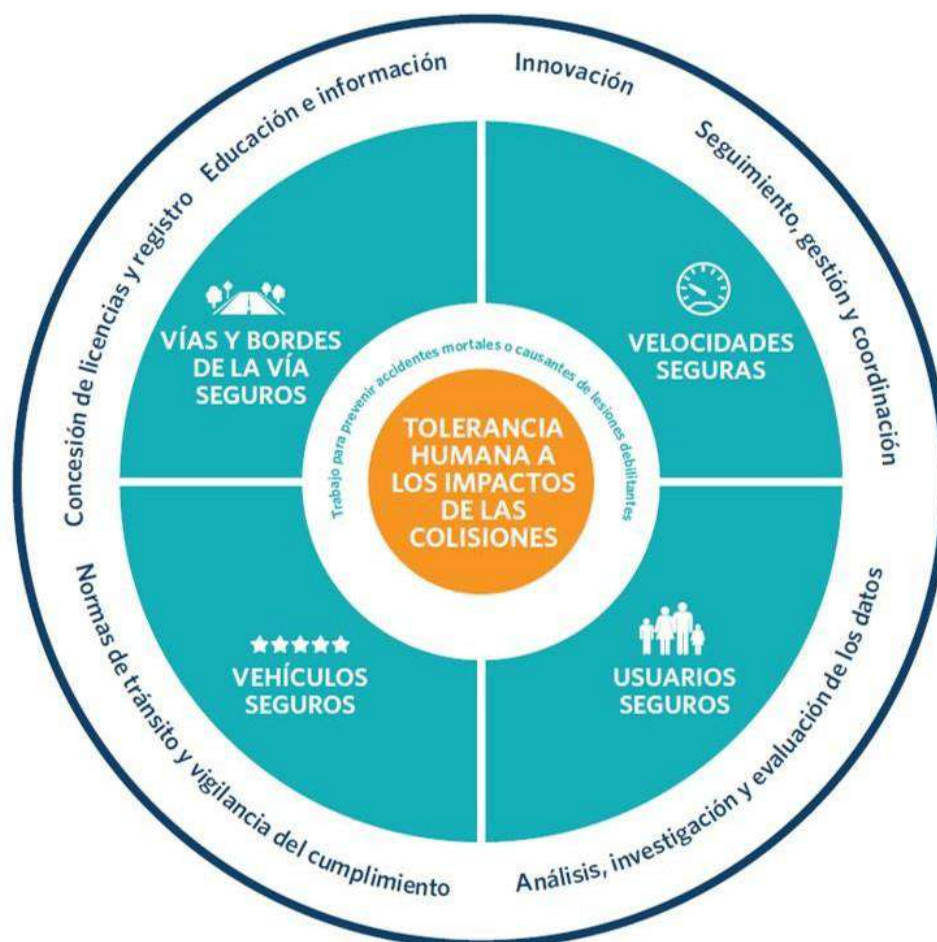 Educación e información
Innovación
Seguimiento, gestión y coordinación
Concesión de licencias y registro
VÍAS Y BORDES
DE LA VÍA
SEGUROS
VELOCIDADES
SEGURAS
Trabajo para prevenir accidentes mortales o causantes de lesiones debilitantes
TOLERANCIA
HUMANA A
LOS IMPACTOS
DE LAS
COLISIONES
VEHÍCULOS
SEGUROS
USUARIOS
SEGUROS
Normas de tránsito y vigilancia del cumplimiento
Análisis, investigación y evaluación de los datos